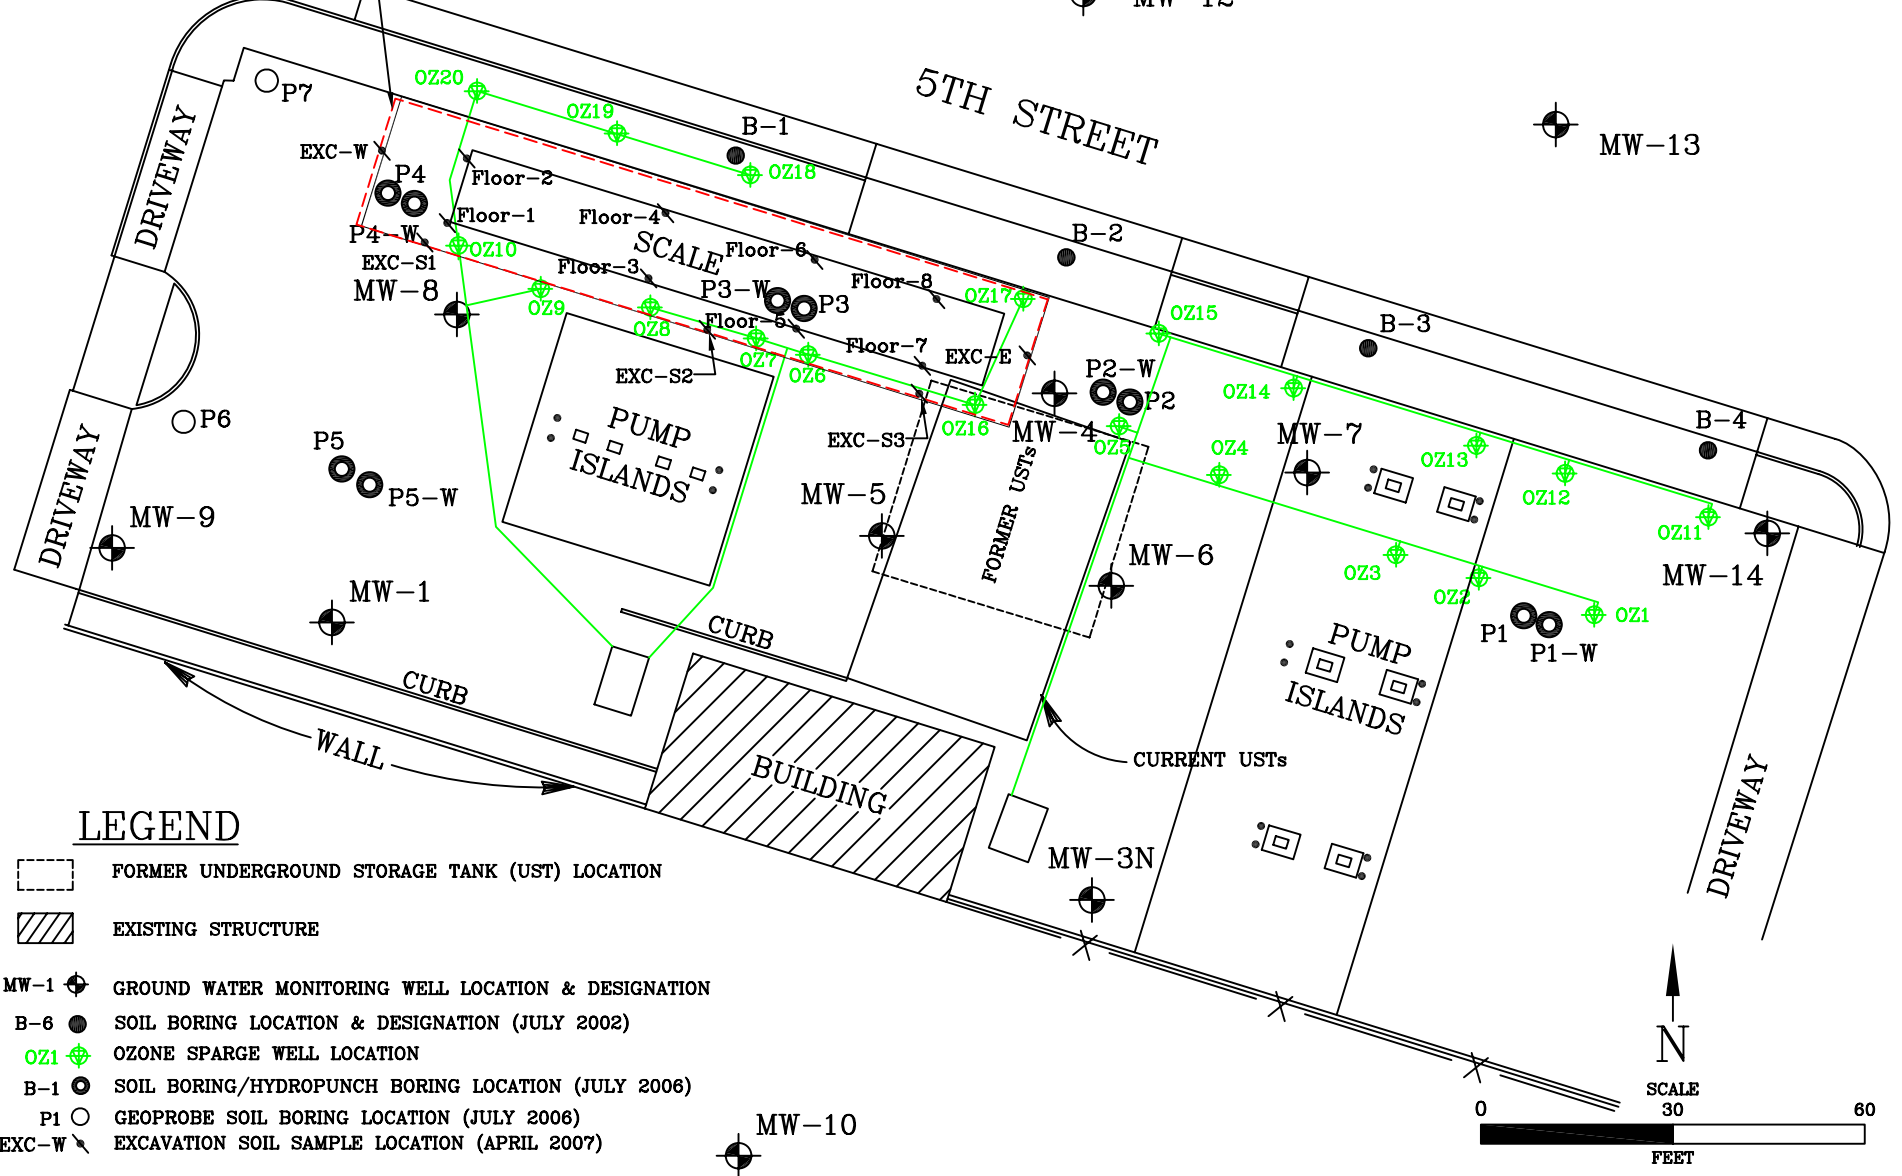 MW-12
5TH STREET
MW-13
OZ20
P7
OZ19
B-1
EXC-W
OZ18
P4
Floor-2
DRIVEWAY
Floor-1
Floor-4
P4-W
SCALE
Floor-6
B-2
OZ10
EXC-S1
Floor-3
Floor-8
MW-8
P3-W
P3
OZ17
OZ9
OZ8
Floor-5
OZ15
B-3
OZ7
OZ6
Floor-7
EXC-E
EXC-S2
P2-W
P2
OZ14
P6
PUMP
ISLANDS
OZ16
MW-4
EXC-S3
OZ5
OZ4
MW-7
B-4
P5
OZ13
DRIVEWAY
P5-W
MW-5
FORMER USTs
OZ12
OZ11
MW-9
MW-6
OZ3
OZ2
MW-14
MW-1
CURB
OZ1
P1
P1-W
PUMP
ISLANDS
CURB
WALL
BUILDING
CURRENT USTs
DRIVEWAY
MW-3N
LEGEND
FORMER UNDERGROUND STORAGE TANK (UST) LOCATION
EXISTING STRUCTURE
MW-1 GROUND WATER MONITORING WELL LOCATION & DESIGNATION
B-6 SOIL BORING LOCATION & DESIGNATION (JULY 2002)
OZ1 OZONE SPARGE WELL LOCATION
B-1 SOIL BORING/HYDROPUNCH BORING LOCATION (JULY 2006)
P1 GEOPROBE SOIL BORING LOCATION (JULY 2006)
EXC-W EXCAVATION SOIL SAMPLE LOCATION (APRIL 2007)
MW-10
N
SCALE
0 30 60
FEET